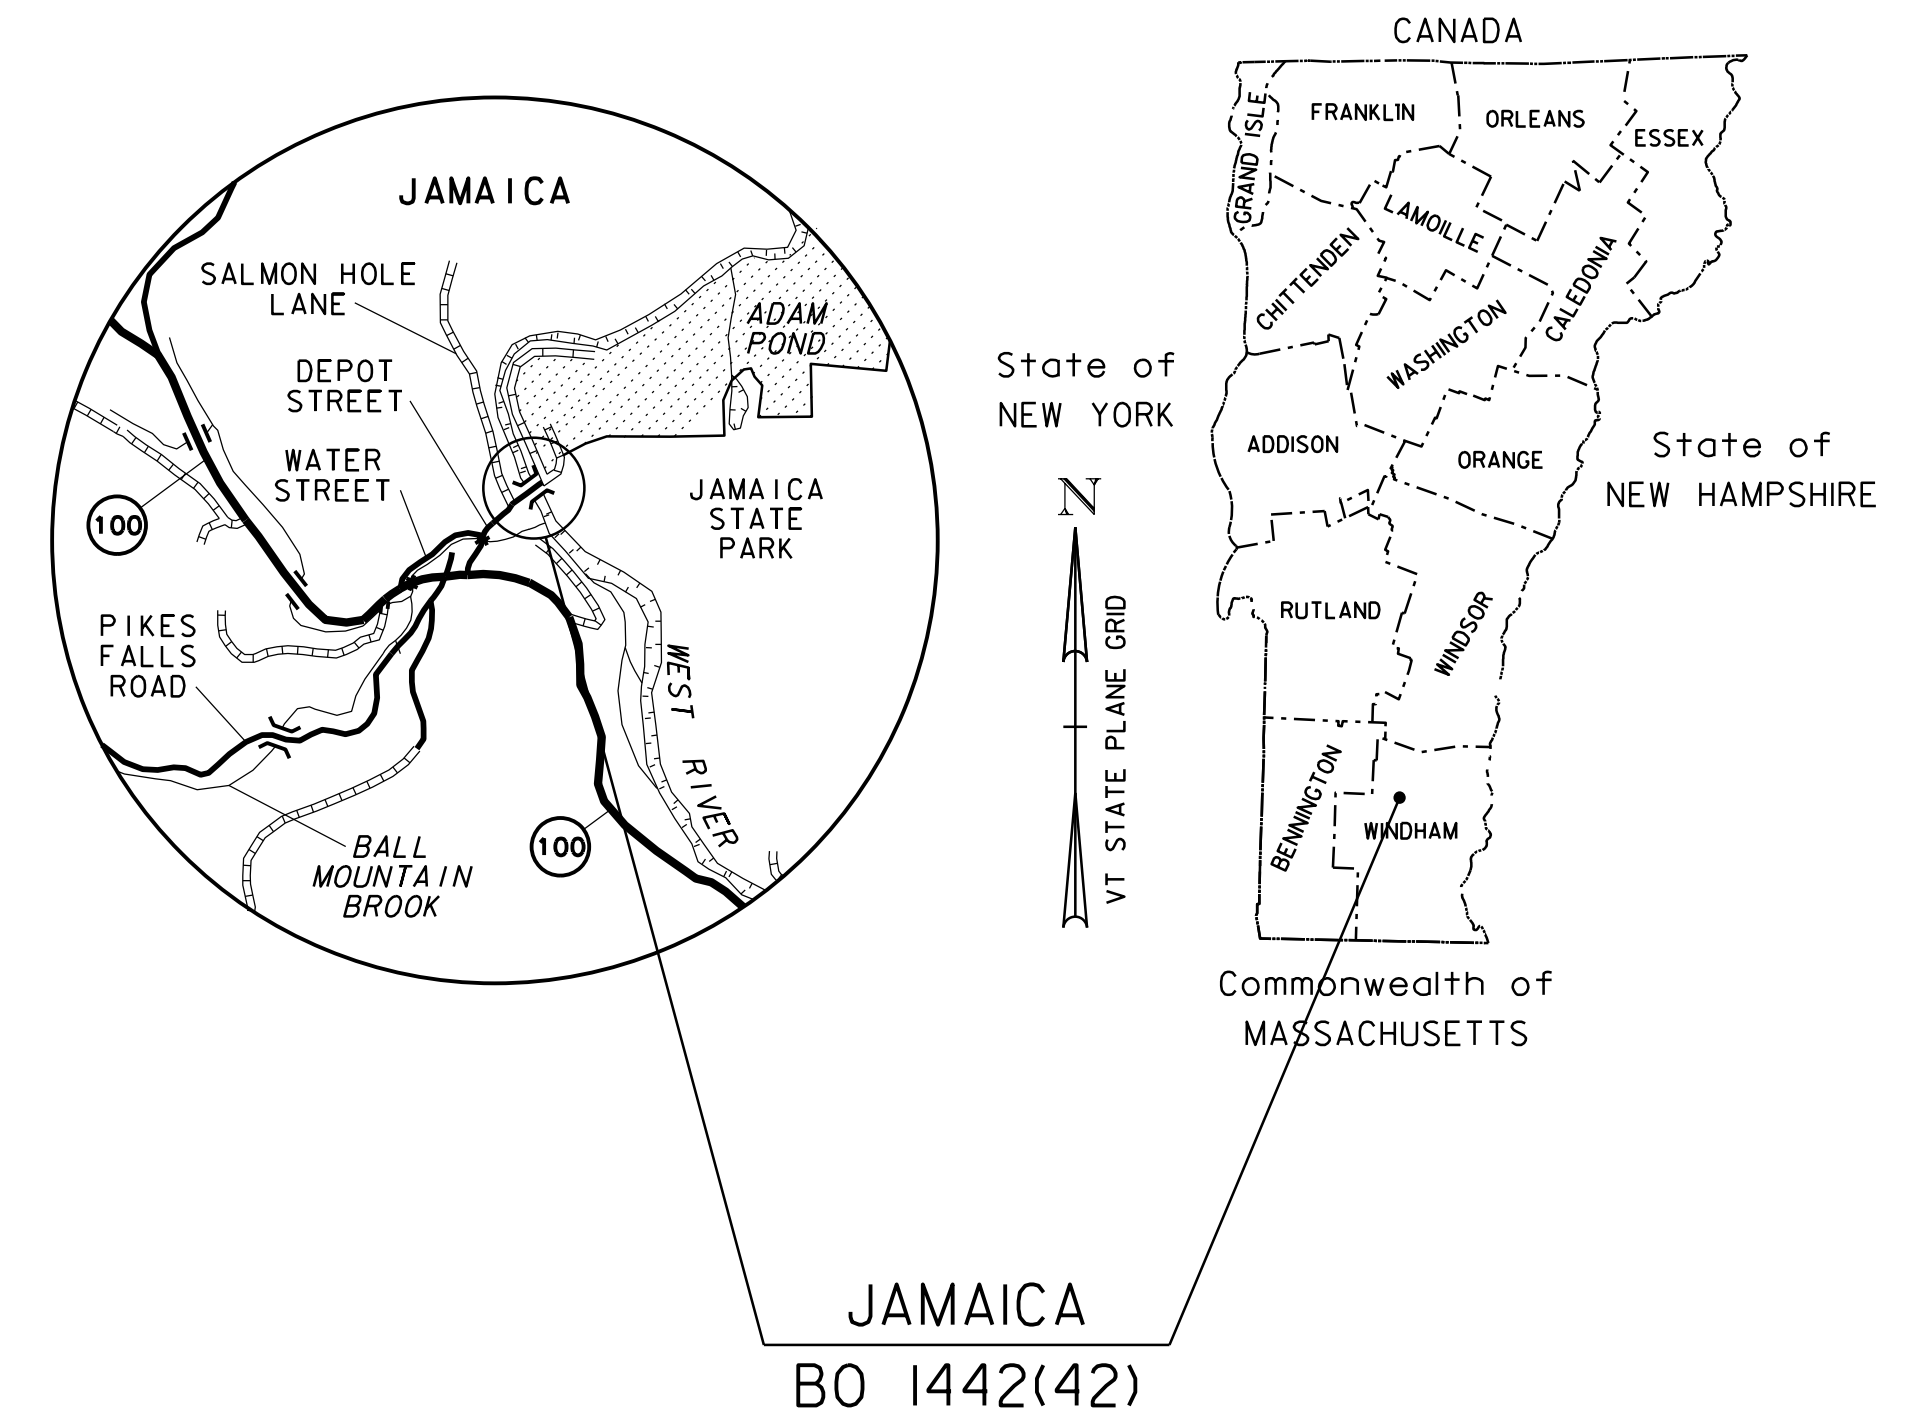 JAMAICA
SALMON HOLE
LANE
ADAM
POND
DEPOT
STREET
WATER
STREET
100
JAMAICA
STATE
PARK
PIKES
FALLS
ROAD
WEST RIVER
100
BALL
MOUNTAIN
BROOK
N
VT STATE PLANE GRID
CANADA
GRAND ISLE
FRANKLIN
ORLEANS
ESSEX
LAMOILLE
CHITTENDEN
CALEDONIA
WASHINGTON
State of
NEW YORK
ADDISON
ORANGE
State of
NEW HAMPSHIRE
RUTLAND
WINDSOR
BENNINGTON
WINDHAM
Commonwealth of
MASSACHUSETTS
JAMAICA
BO 1442(42)